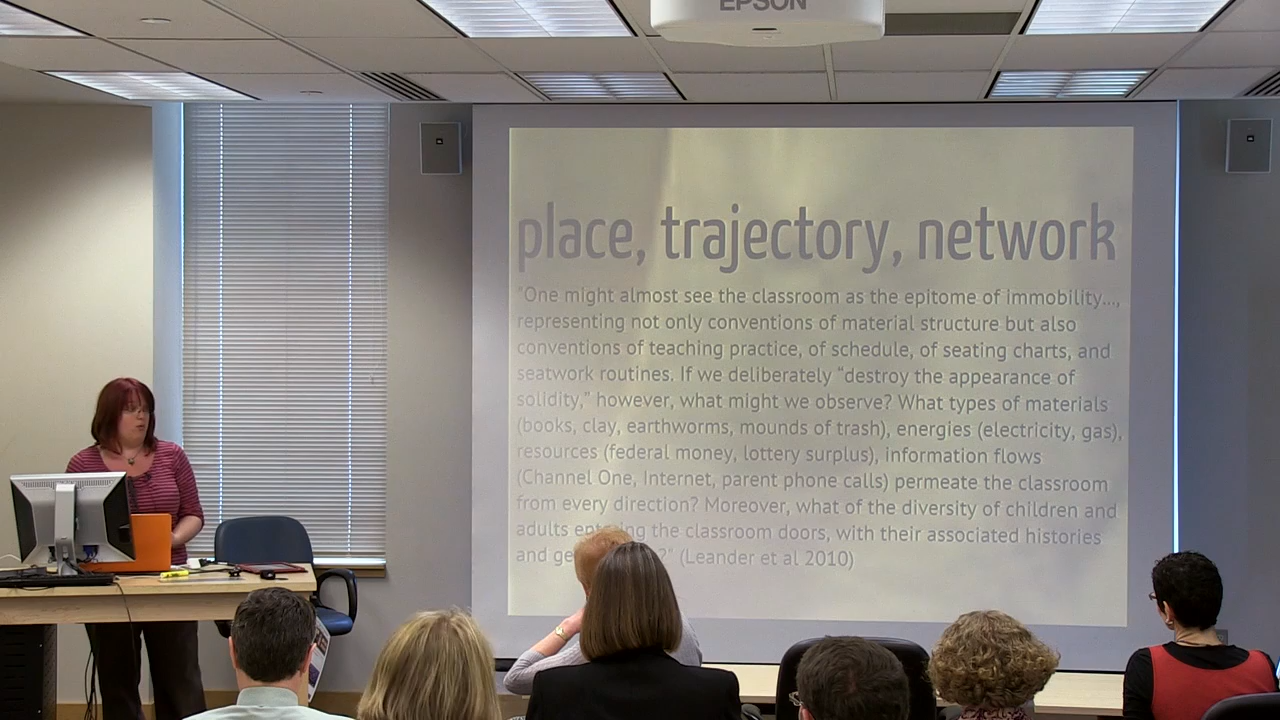 EPSON
place, trajectory, network
"One might almost see the classroom as the epitome of immobility...,
representing not only conventions of material structure but also
conventions of teaching practice, of schedule, of seating charts, and
seatwork routines. If we deliberately "destroy the appearance of
solidity," however, what might we observe? What types of materials
(books, clay, earthworms, mounds of trash), energies (electricity, gas),
resources (federal money, lottery surplus), information flows
(Channel One, Internet, parent phone calls) permeate the classroom
from every direction? Moreover, what of the diversity of children and
adults the classroom doors, with their associated histories
and ?" (Leander et al 2010)